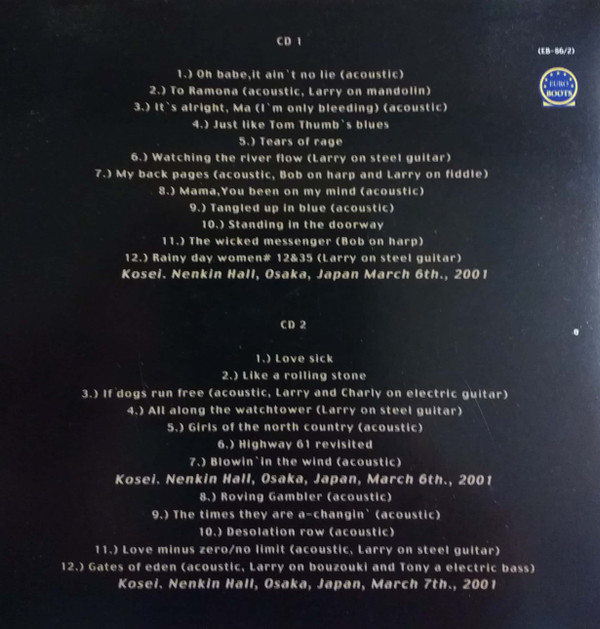 CD 1
(EB-86/2)
EURO
BOOTS
1.) Oh babe,it ain`t no lie (acoustic)
2.) To Ramona (acoustic, Larry on mandolin)
3.) It`s alright, Ma (I`m only bleeding) (acoustic)
4.) Just like Tom Thumb`s blues
5.) Tears of rage
6.) Watching the river flow (Larry on steel guitar)
7.) My back pages (acoustic, Bob on harp and Larry on fiddle)
8.) Mama,You been on my mind (acoustic)
9.) Tangled up in blue (acoustic)
10.) Standing in the doorway
11.) The wicked messenger (Bob on harp)
12.) Rainy day women# 12&35 (Larry on steel guitar)
Kosei. Nenkin Hall, Osaka, Japan March 6th., 2001
CD 2
1.) Love sick
2.) Like a rolling stone
3.) If dogs run free (acoustic, Larry and Charly on electric guitar)
4.) All along the watchtower (Larry on steel guitar)
5.) Girls of the north country (acoustic)
6.) Highway 61 revisited
7.) Blowin`in the wind (acoustic)
Kosei. Nenkin Hall, Osaka, Japan, March 6th., 2001
8.) Roving Gambler (acoustic)
9.) The times they are a-changin` (acoustic)
10.) Desolation row (acoustic)
11.) Love minus zero/no limit (acoustic, Larry on steel guitar)
12.) Gates of eden (acoustic, Larry on bouzouki and Tony a electric bass)
Kosei. Nenkin Hall, Osaka, Japan, March 7th., 2001